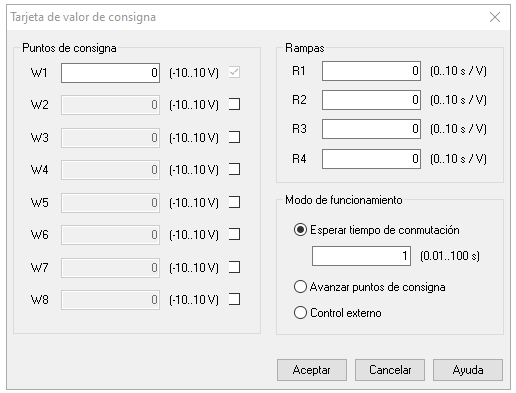 Tarjeta de valor de consigna
Puntos de consigna
W1 0 (-10..10 V)
W2 0 (-10..10 V)
W3 0 (-10..10 V)
W4 0 (-10..10 V)
W5 0 (-10..10 V)
W6 0 (-10..10 V)
W7 0 (-10..10 V)
W8 0 (-10..10 V)
Rampas
R1 0 (0..10 s / V)
R2 0 (0..10 s / V)
R3 0 (0..10 s / V)
R4 0 (0..10 s / V)
Modo de funcionamiento
Esperar tiempo de conmutación
1 (0.01..100 s)
Avanzar puntos de consigna
Control externo
Aceptar Cancelar Ayuda